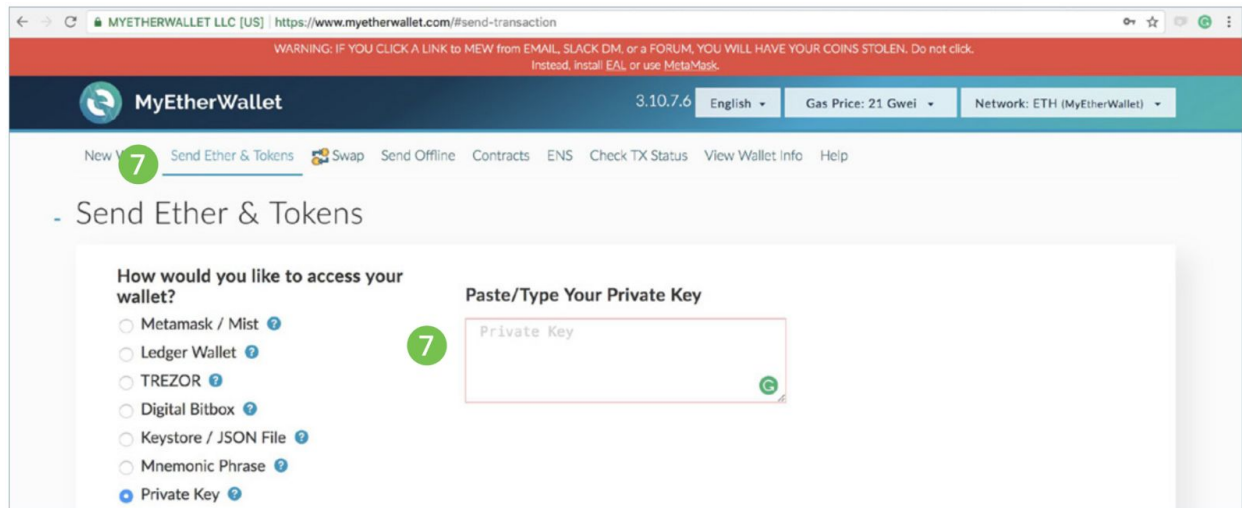 MYETHERWALLET LLC [US] https://www.myetherwallet.com/#send-transaction
WARNING: IF YOU CLICK A LINK to MEW from EMAIL, SLACK DM, or a FORUM, YOU WILL HAVE YOUR COINS STOLEN. Do not click.
Instead, install EAL or use MetaMask.
MyEtherWallet 3.10.7.6 English Gas Price: 21 Gwei Network: ETH (MyEtherWallet)
New 7 Send Ether & Tokens Swap Send Offline Contracts ENS Check TX Status View Wallet Info Help
- Send Ether & Tokens
How would you like to access your
wallet?
Metamask / Mist ?
Ledger Wallet ?
TREZOR ?
Digital Bitbox ?
Keystore / JSON File ?
Mnemonic Phrase ?
Private Key ?
Paste/Type Your Private Key
7 Private Key